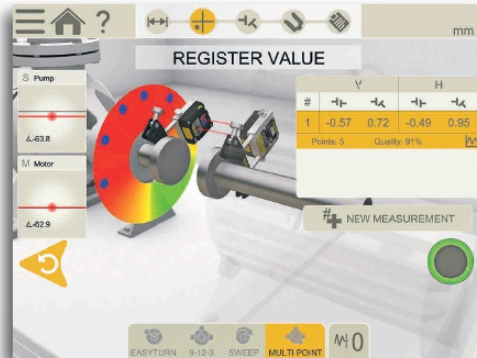 ?
mm
REGISTER VALUE
S Pump
∠-63.8
M Motor
∠-62.9
V H
#
1 -0.57 0.72 -0.49 0.95
Points: 5 Quality: 91%
# NEW MEASUREMENT
EASYTURN 9-12-3 SWEEP MULTI POINT 0